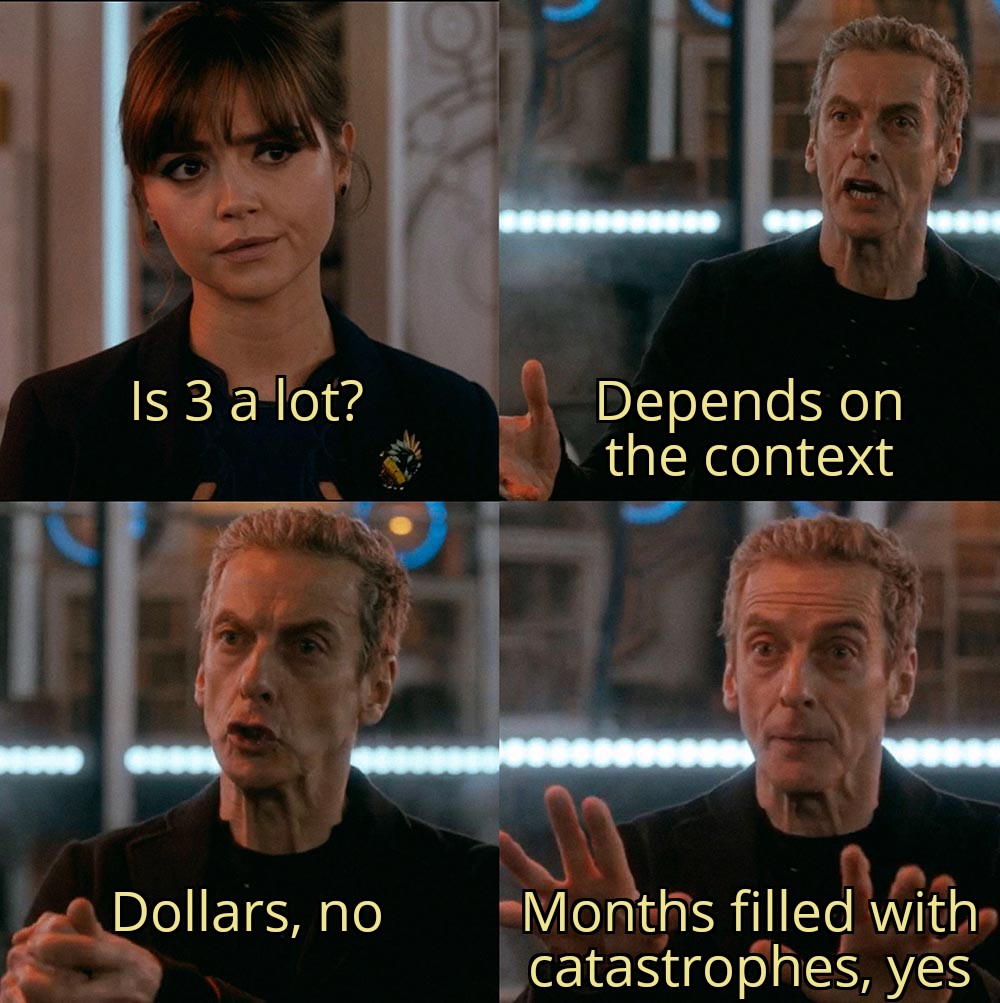 Is 3 a lot?
Depends on
the context
Dollars, no
Months filled with
catastrophes, yes